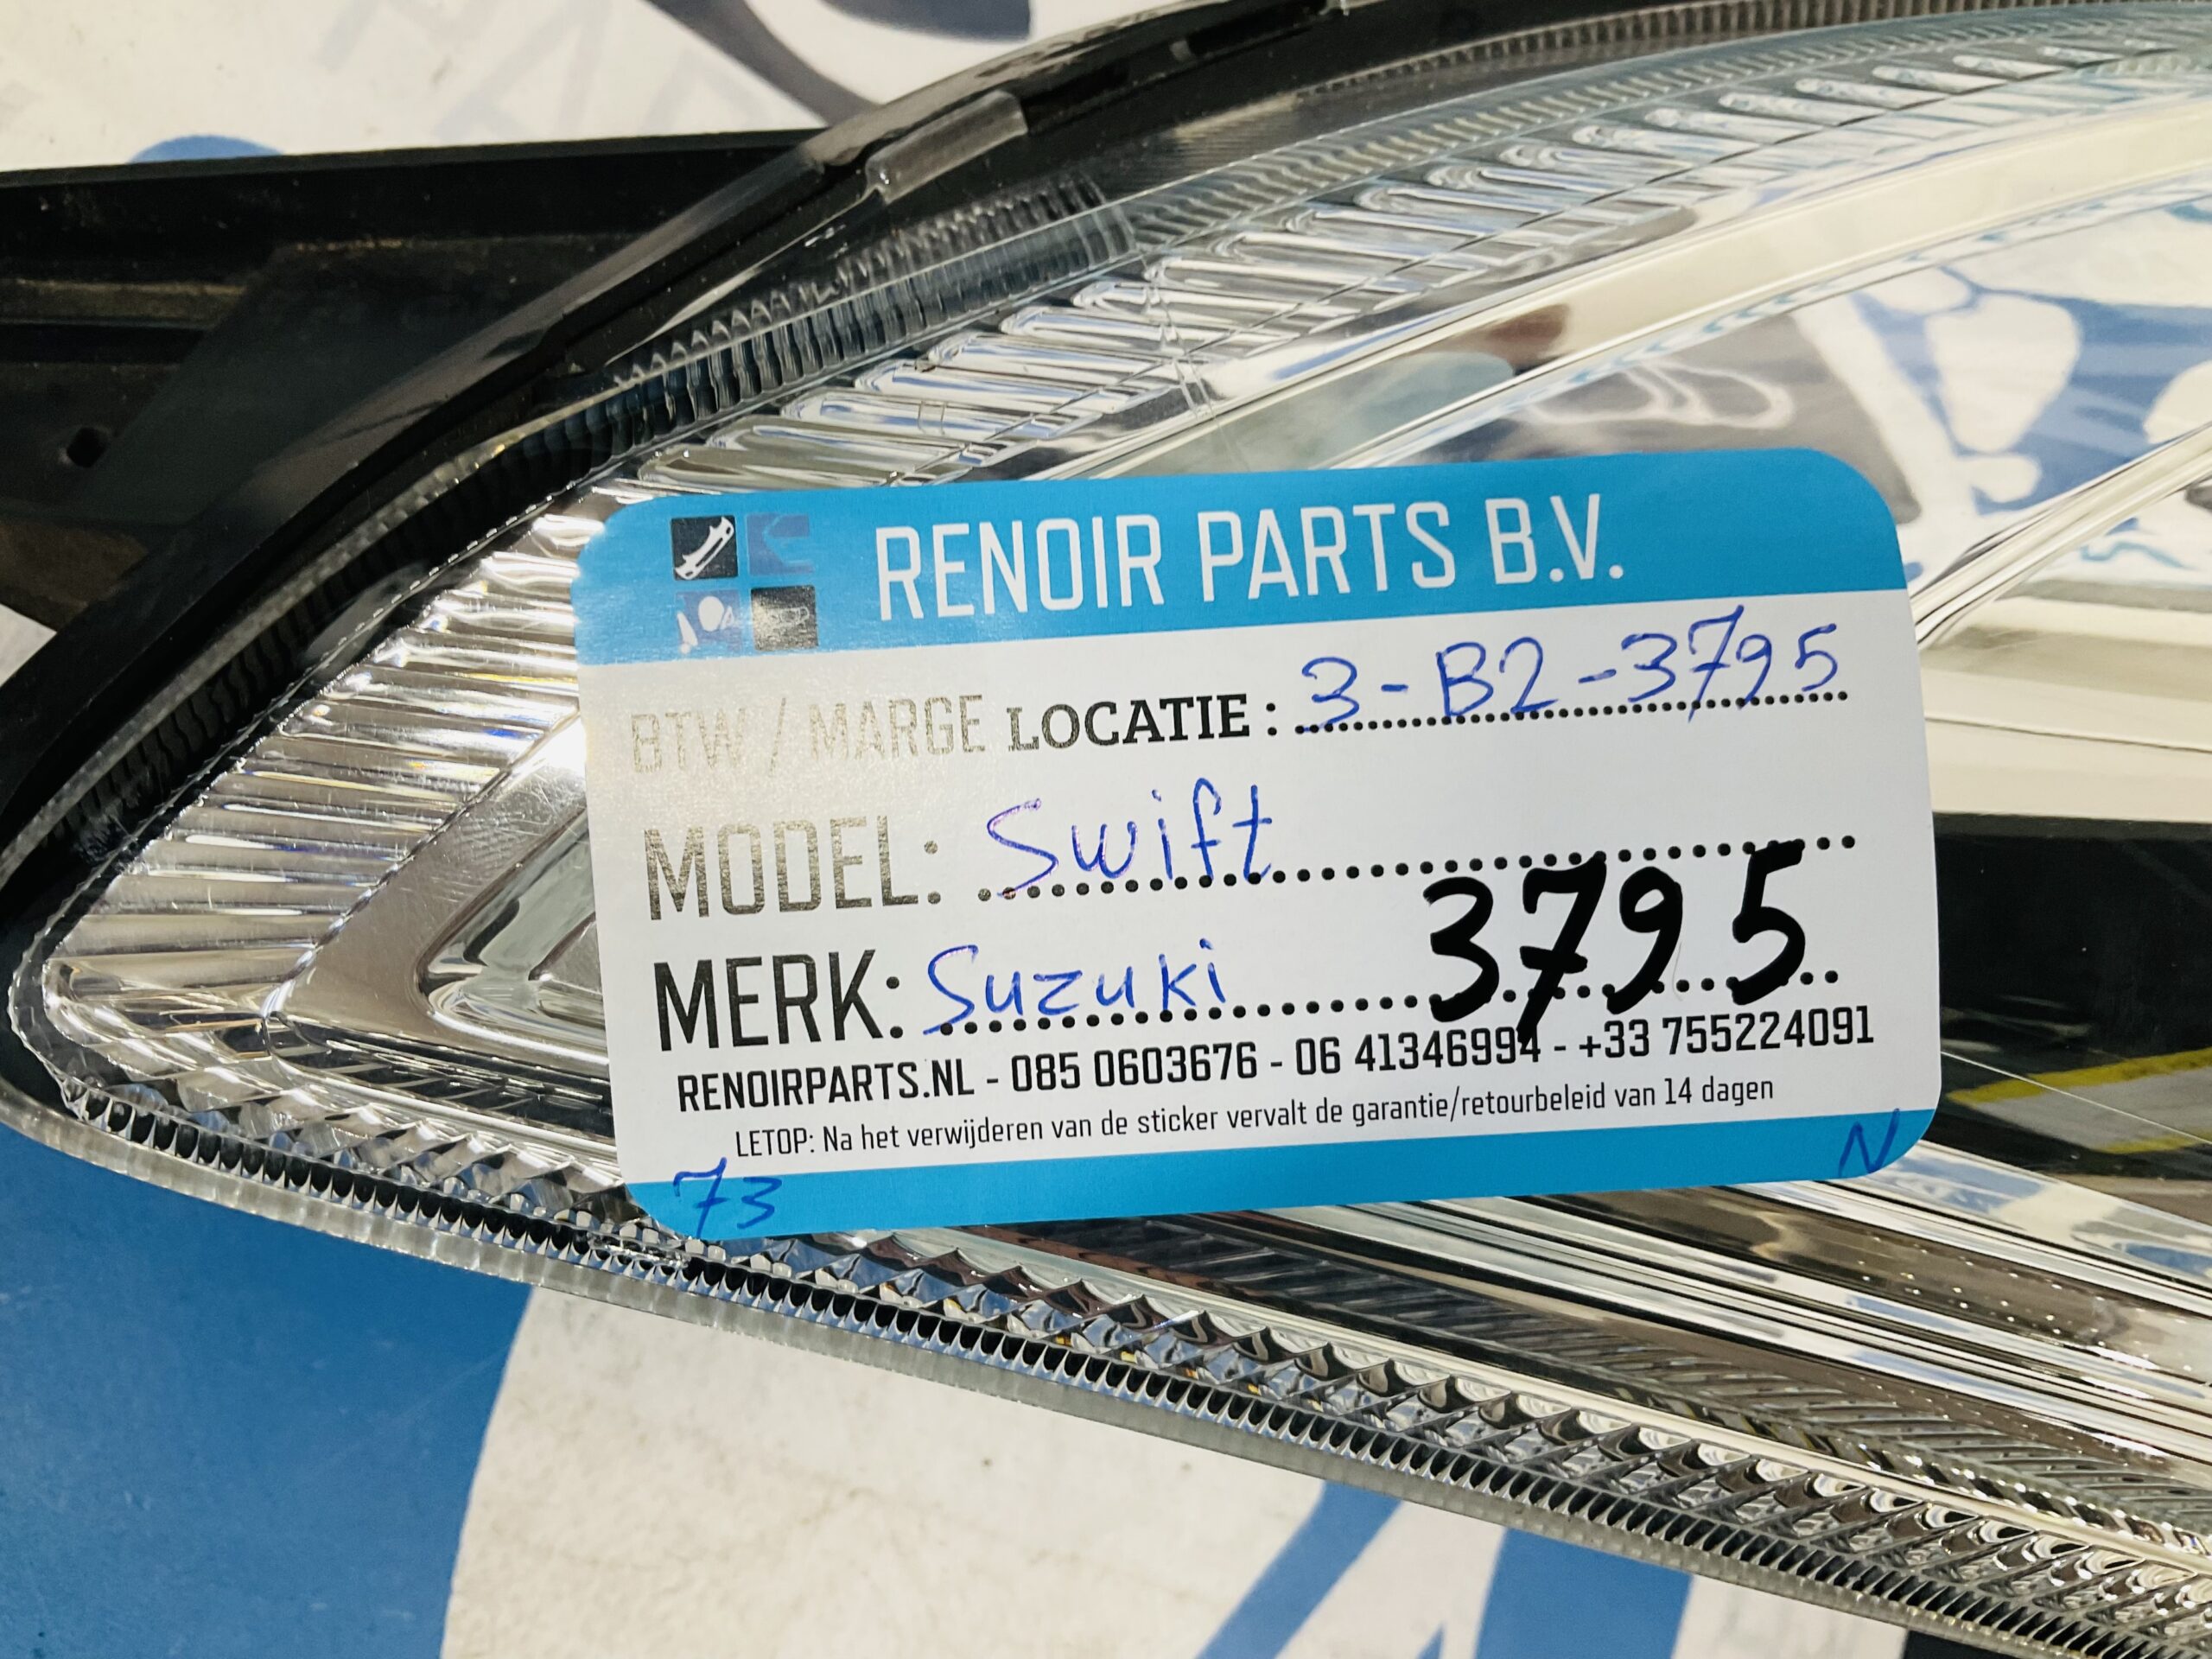 RENOIR PARTS B.V.
BTW / MARGE LOCATIE : 3-B2-3795
MODEL: Swift
MERK: Suzuki 3795
RENOIRPARTS.NL - 085 0603676 - 06 41346994 - +33 755224091
LETOP: Na het verwijderen van de sticker vervalt de garantie/retourbeleid van 14 dagen
73 N